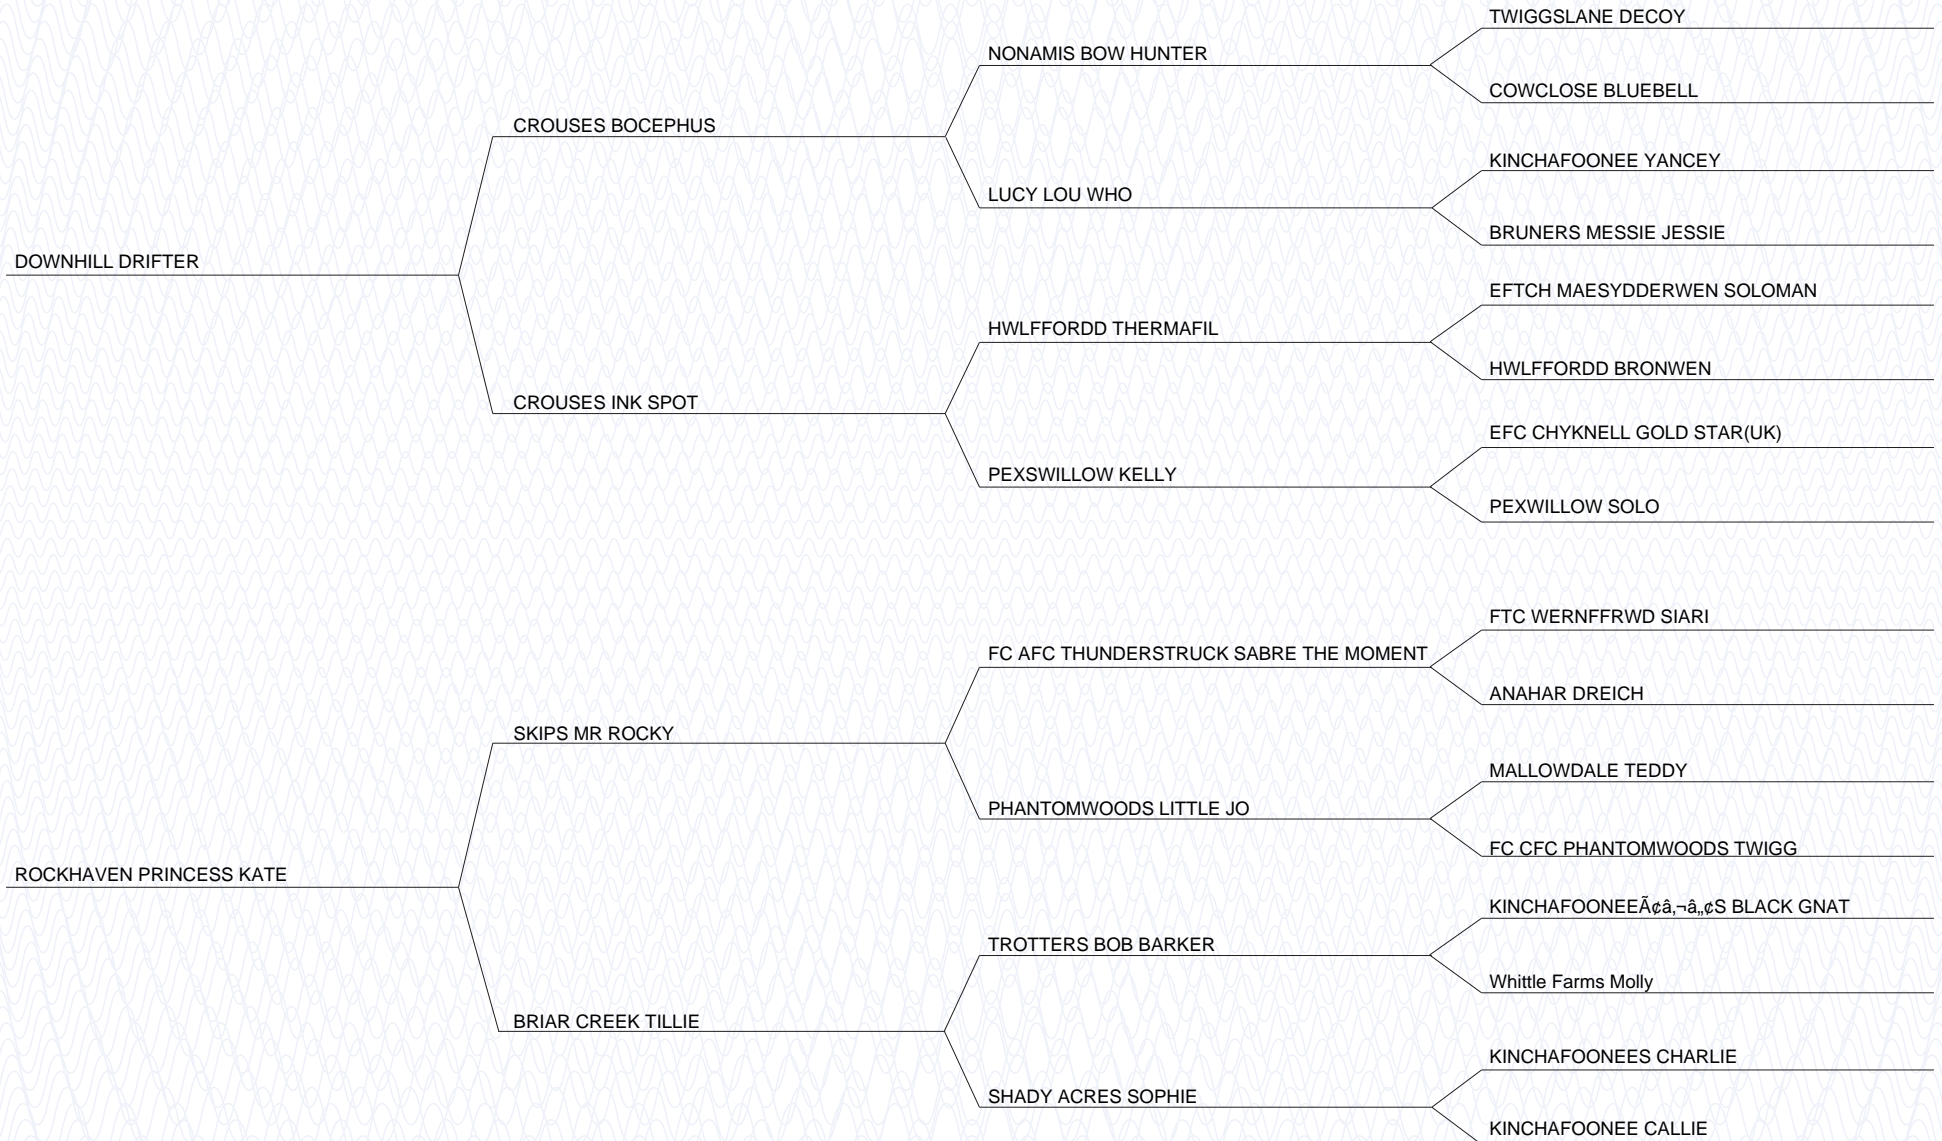 TWIGGSLANE DECOY
NONAMIS BOW HUNTER
COWCLOSE BLUEBELL
CROUSES BOCEPHUS
KINCHAFOONEE YANCEY
LUCY LOU WHO
BRUNERS MESSIE JESSIE
DOWNHILL DRIFTER
EFTCH MAESYDDERWEN SOLOMAN
HWLFFORDD THERMAFIL
HWLFFORDD BRONWEN
CROUSES INK SPOT
EFC CHYKNELL GOLD STAR(UK)
PEXSWILLOW KELLY
PEXWILLOW SOLO
FTC WERNFFRWD SIARI
FC AFC THUNDERSTRUCK SABRE THE MOMENT
ANAHAR DREICH
SKIPS MR ROCKY
MALLOWDALE TEDDY
PHANTOMWOODS LITTLE JO
FC CFC PHANTOMWOODS TWIGG
ROCKHAVEN PRINCESS KATE
KINCHAFOONEEÃ¢â‚¬â„¢S BLACK GNAT
TROTTERS BOB BARKER
Whittle Farms Molly
BRIAR CREEK TILLIE
KINCHAFOONEES CHARLIE
SHADY ACRES SOPHIE
KINCHAFOONEE CALLIE